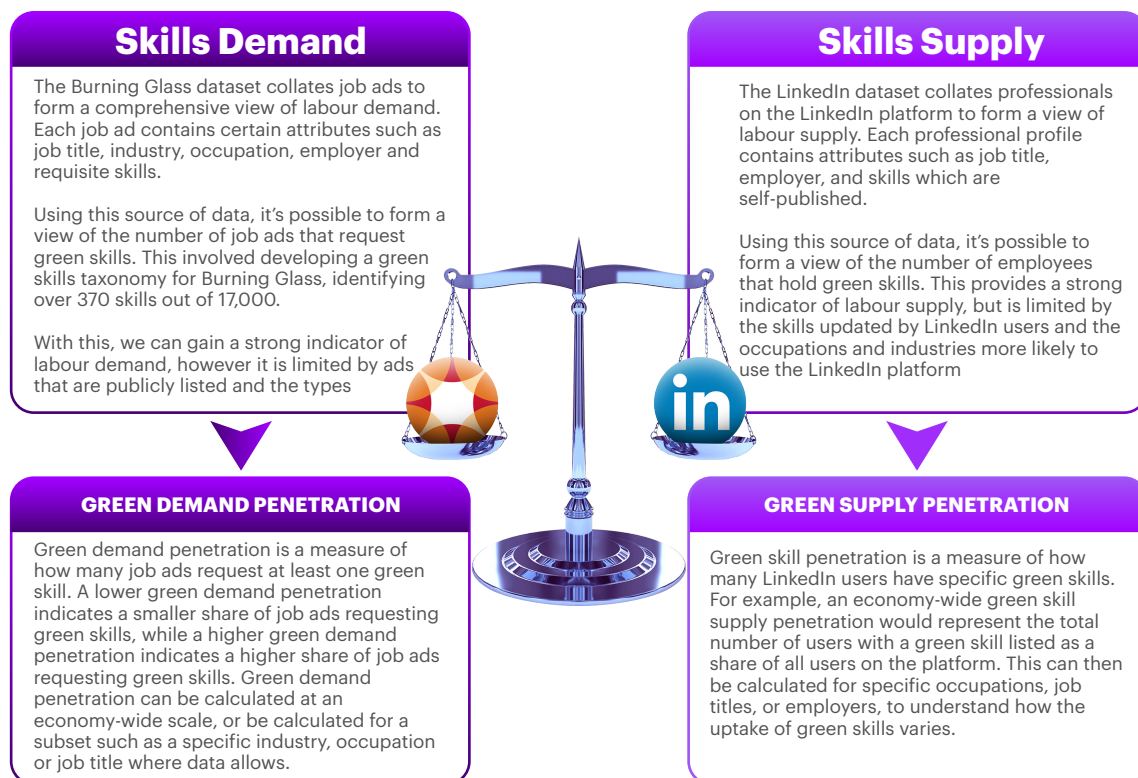 Skills Demand
The Burning Glass dataset collates job ads to
form a comprehensive view of labour demand.
Each job ad contains certain attributes such as
job title, industry, occupation, employer and
requisite skills.
Using this source of data, it's possible to form a
view of the number of job ads that request
green skills. This involved developing a green
skills taxonomy for Burning Glass, identifying
over 370 skills out of 17,000.
With this, we can gain a strong indicator of
labour demand, however it is limited by ads
that are publicly listed and the types
Skills Supply
The LinkedIn dataset collates professionals
on the LinkedIn platform to form a view of
labour supply. Each professional profile
contains attributes such as job title,
employer, and skills which are
self-published.
Using this source of data, it's possible to
form a view of the number of employees
that hold green skills. This provides a strong
indicator of labour supply, but is limited by
the skills updated by LinkedIn users and the
occupations and industries more likely to
use the LinkedIn platform
in
GREEN DEMAND PENETRATION
Green demand penetration is a measure of
how many job ads request at least one green
skill. A lower green demand penetration
indicates a smaller share of job ads requesting
green skills, while a higher green demand
penetration indicates a higher share of job ads
requesting green skills. Green demand
penetration can be calculated at an
economy-wide scale, or be calculated for a
subset such as a specific industry, occupation
or job title where data allows.
GREEN SUPPLY PENETRATION
Green skill penetration is a measure of how
many LinkedIn users have specific green skills.
For example, an economy-wide green skill
supply penetration would represent the total
number of users with a green skill listed as a
share of all users on the platform. This can then
be calculated for specific occupations, job
titles, or employers, to understand how the
uptake of green skills varies.